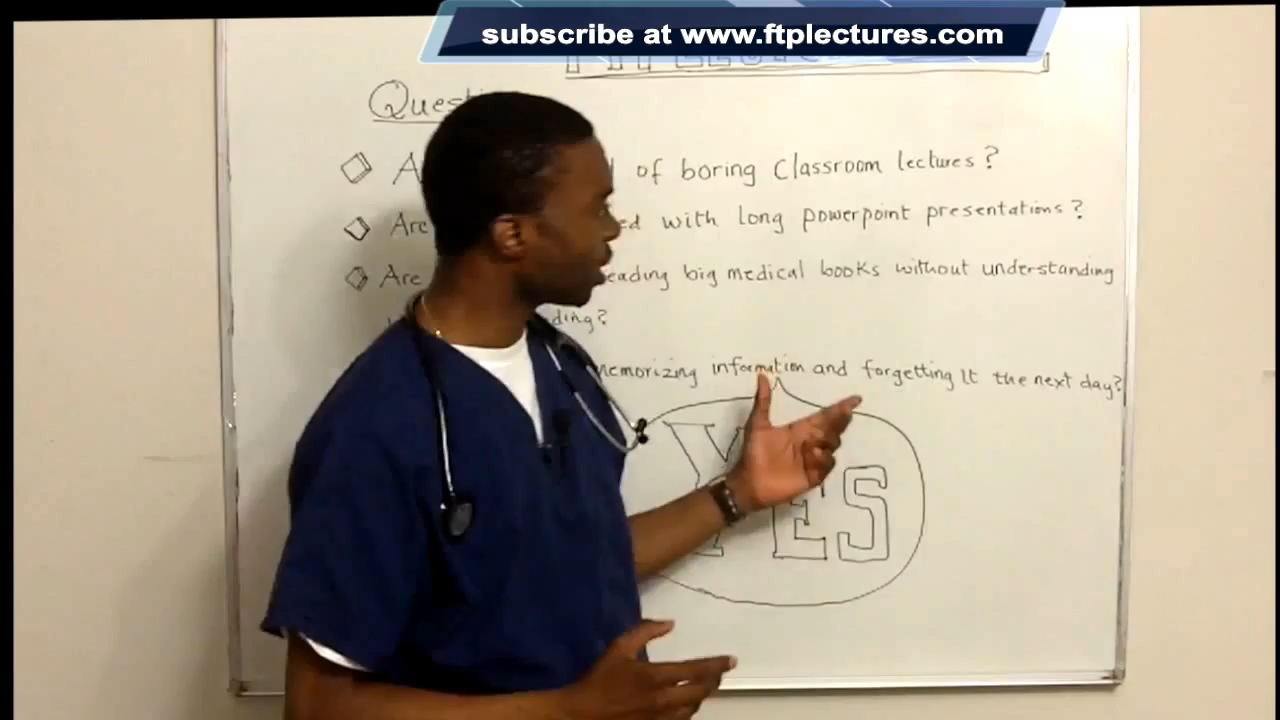 subscribe at www.ftplectures.com
Questi
A of boring Classroom lectures?
Are ed with long powerpoint presentations?
Are eading big medical books without understanding
ding?
memorizing information and forgetting it the next day?
YES